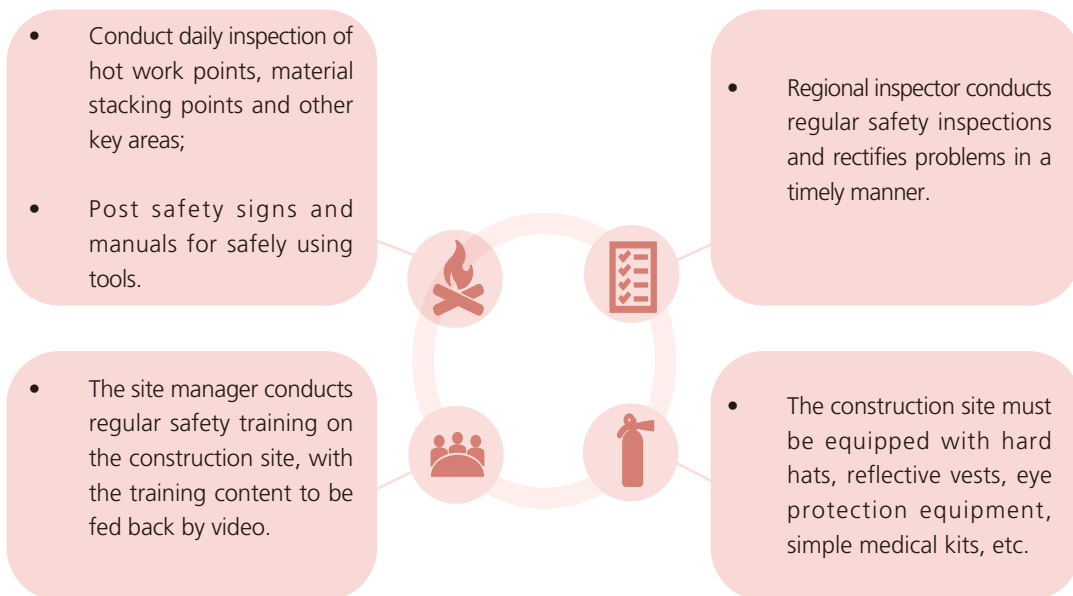 • Conduct daily inspection of
hot work points, material
stacking points and other
key areas;
• Post safety signs and
manuals for safely using
tools.
• Regional inspector conducts
regular safety inspections
and rectifies problems in a
timely manner.
• The site manager conducts
regular safety training on
the construction site, with
the training content to be
fed back by video.
• The construction site must
be equipped with hard
hats, reflective vests, eye
protection equipment,
simple medical kits, etc.